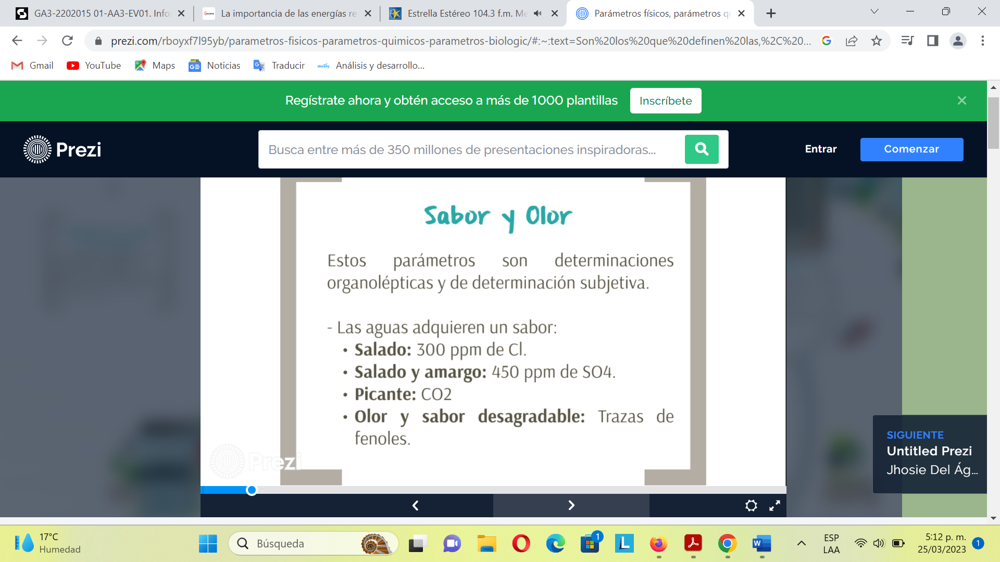 GA3-2202015 01-AA3-EV01. Info
La importancia de las energías re
Estrella Estéreo 104.3 f.m. Me
Parámetros físicos, parámetros q
prezi.com/rboyxf7l95yb/parametros-fisicos-parametros-quimicos-parametros-biologic/#:~:text=Son%20los%20que%20definen%20las,%2C%20...
Gmail
YouTube
Maps
Noticias
Traducir
docsity
Análisis y desarrollo...
Regístrate ahora y obtén acceso a más de 1000 plantillas
Inscríbete
Prezi
Busca entre más de 350 millones de presentaciones inspiradoras...
Entrar
Comenzar
Sabor y Olor
Estos parámetros son determinaciones
organolépticas y de determinación subjetiva.
- Las aguas adquieren un sabor:
• Salado: 300 ppm de Cl.
• Salado y amargo: 450 ppm de SO4.
• Picante: CO2
• Olor y sabor desagradable: Trazas de
fenoles.
Prezi
SIGUIENTE
Untitled Prezi
Jhosie Del Ág...
17°C
Humedad
Búsqueda
1
ESP
LAA
5:12 p. m.
25/03/2023
1